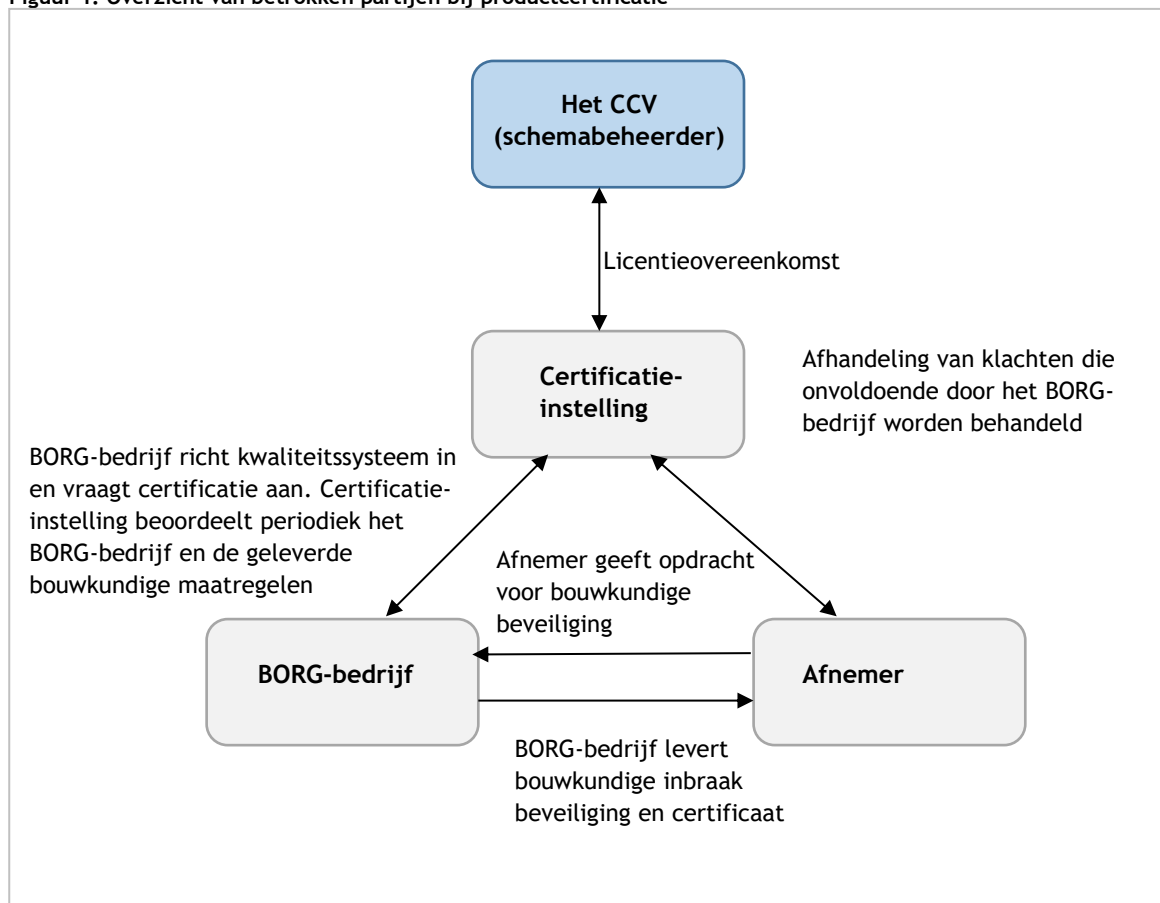 Figuur 1. Overzicht van betrokken partijen bij productcertificatie
Het CCV
(schemabeheerder)
Licentieovereenkomst
Certificatie-
instelling
Afhandeling van klachten die
onvoldoende door het BORG-
bedrijf worden behandeld
BORG-bedrijf richt kwaliteitssysteem in
en vraagt certificatie aan. Certificatie-
instelling beoordeelt periodiek het
BORG-bedrijf en de geleverde
bouwkundige maatregelen
Afnemer geeft opdracht
voor bouwkundige
beveiliging
BORG-bedrijf
Afnemer
BORG-bedrijf levert
bouwkundige inbraak
beveiliging en certificaat